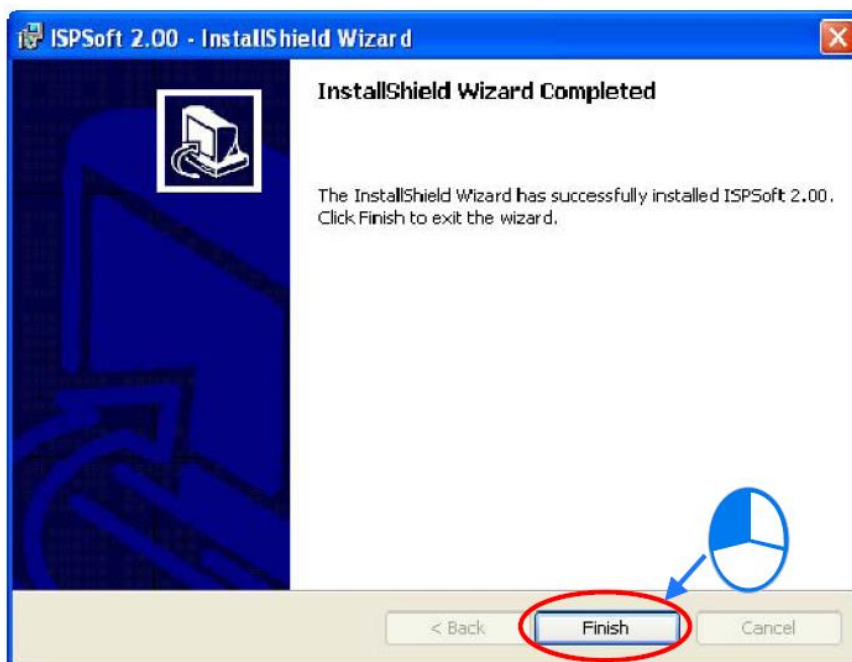 ISPSoft 2.00 - InstallShield Wizard
InstallShield Wizard Completed
The InstallShield Wizard has successfully installed ISPSoft 2.00.
Click Finish to exit the wizard.
< Back
Finish
Cancel